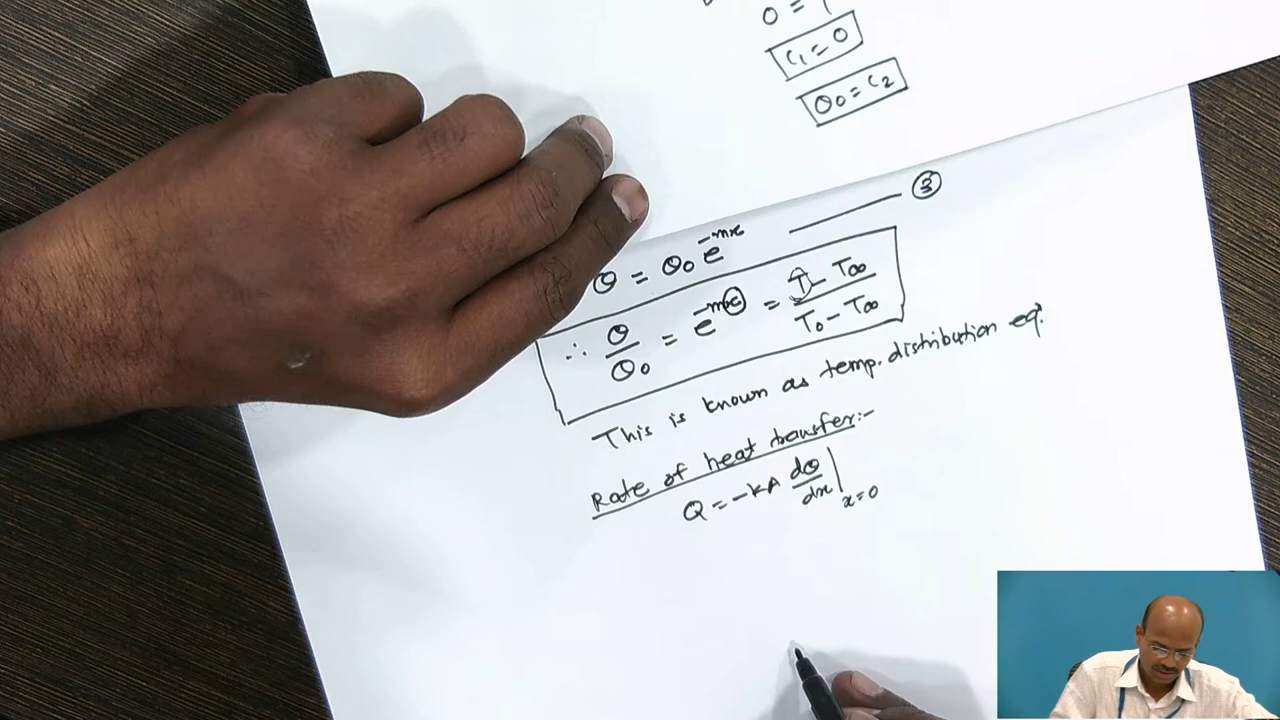 0 =
C₁ = 0
θ₀ = C₂
θ = θ₀ e^{-mx} ——— ③
∴ θ/θ₀ = e^{-mx} = (T - T∞)/(T₀ - T∞)
This is known as temp. distribution eq.
Rate of heat transfer:-
Q = -kA dθ/dx |ₓ₌₀